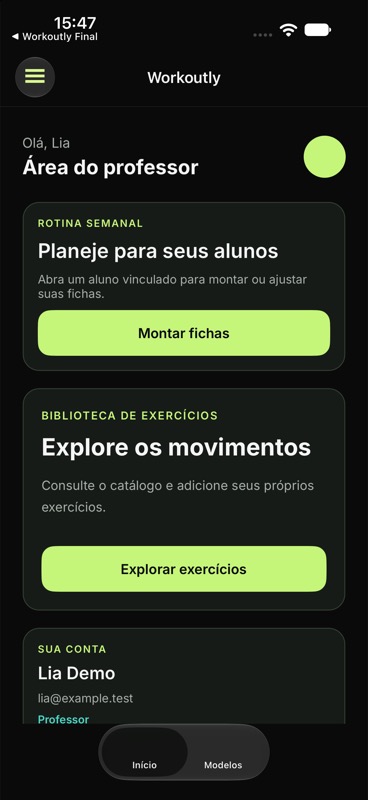 15:47
◀ Workoutly Final
Workoutly
Olá, Lia
Área do professor
ROTINA SEMANAL
Planeje para seus alunos
Abra um aluno vinculado para montar ou ajustar
suas fichas.
Montar fichas
BIBLIOTECA DE EXERCÍCIOS
Explore os movimentos
Consulte o catálogo e adicione seus próprios
exercícios.
Explorar exercícios
SUA CONTA
Lia Demo
lia@example.test
Professor
Início
Modelos